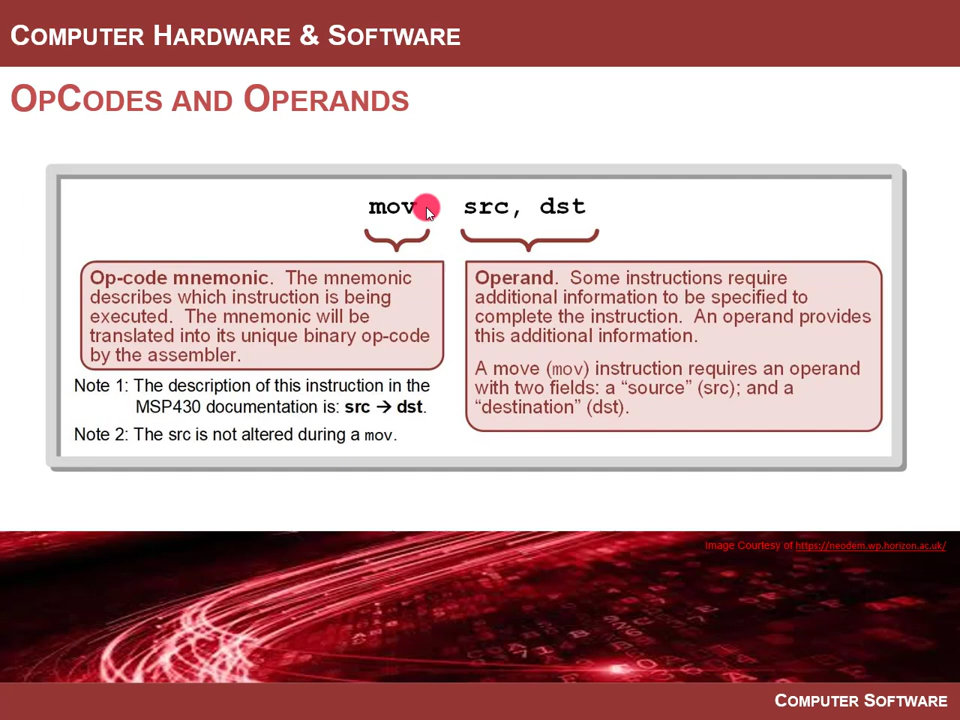 COMPUTER HARDWARE & SOFTWARE
OPCODES AND OPERANDS
mov src, dst
Op-code mnemonic. The mnemonic
describes which instruction is being
executed. The mnemonic will be
translated into its unique binary op-code
by the assembler.
Note 1: The description of this instruction in the
MSP430 documentation is: src → dst.
Note 2: The src is not altered during a mov.
Operand. Some instructions require
additional information to be specified to
complete the instruction. An operand provides
this additional information.
A move (mov) instruction requires an operand
with two fields: a “source” (src); and a
“destination” (dst).
Image Courtesy of https://neodem.wp.horizon.ac.uk/
COMPUTER SOFTWARE